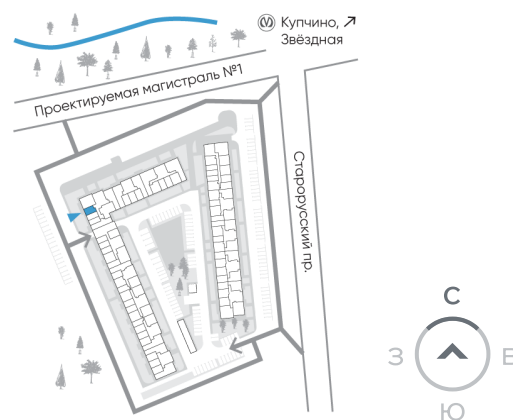 Купчино,
Звёздная
Проектируемая магистраль №1
Старорусский пр.
С
З
В
Ю